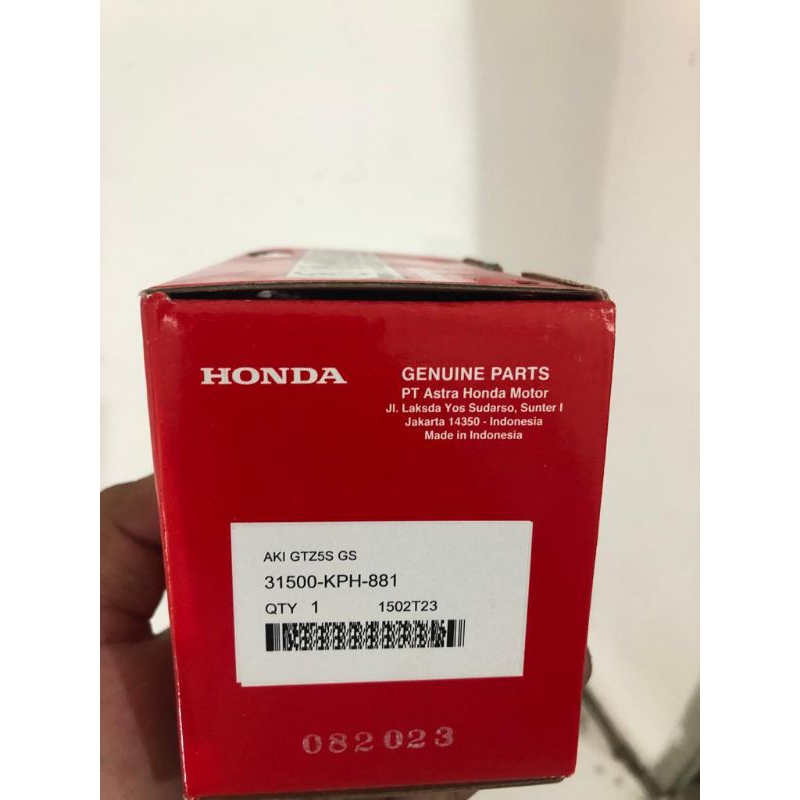 HONDA
GENUINE PARTS
PT Astra Honda Motor
Jl. Laksda Yos Sudarso, Sunter I
Jakarta 14350 - Indonesia
Made in Indonesia
AKI GTZ5S GS
31500-KPH-881
QTY 1 1502T23
082023